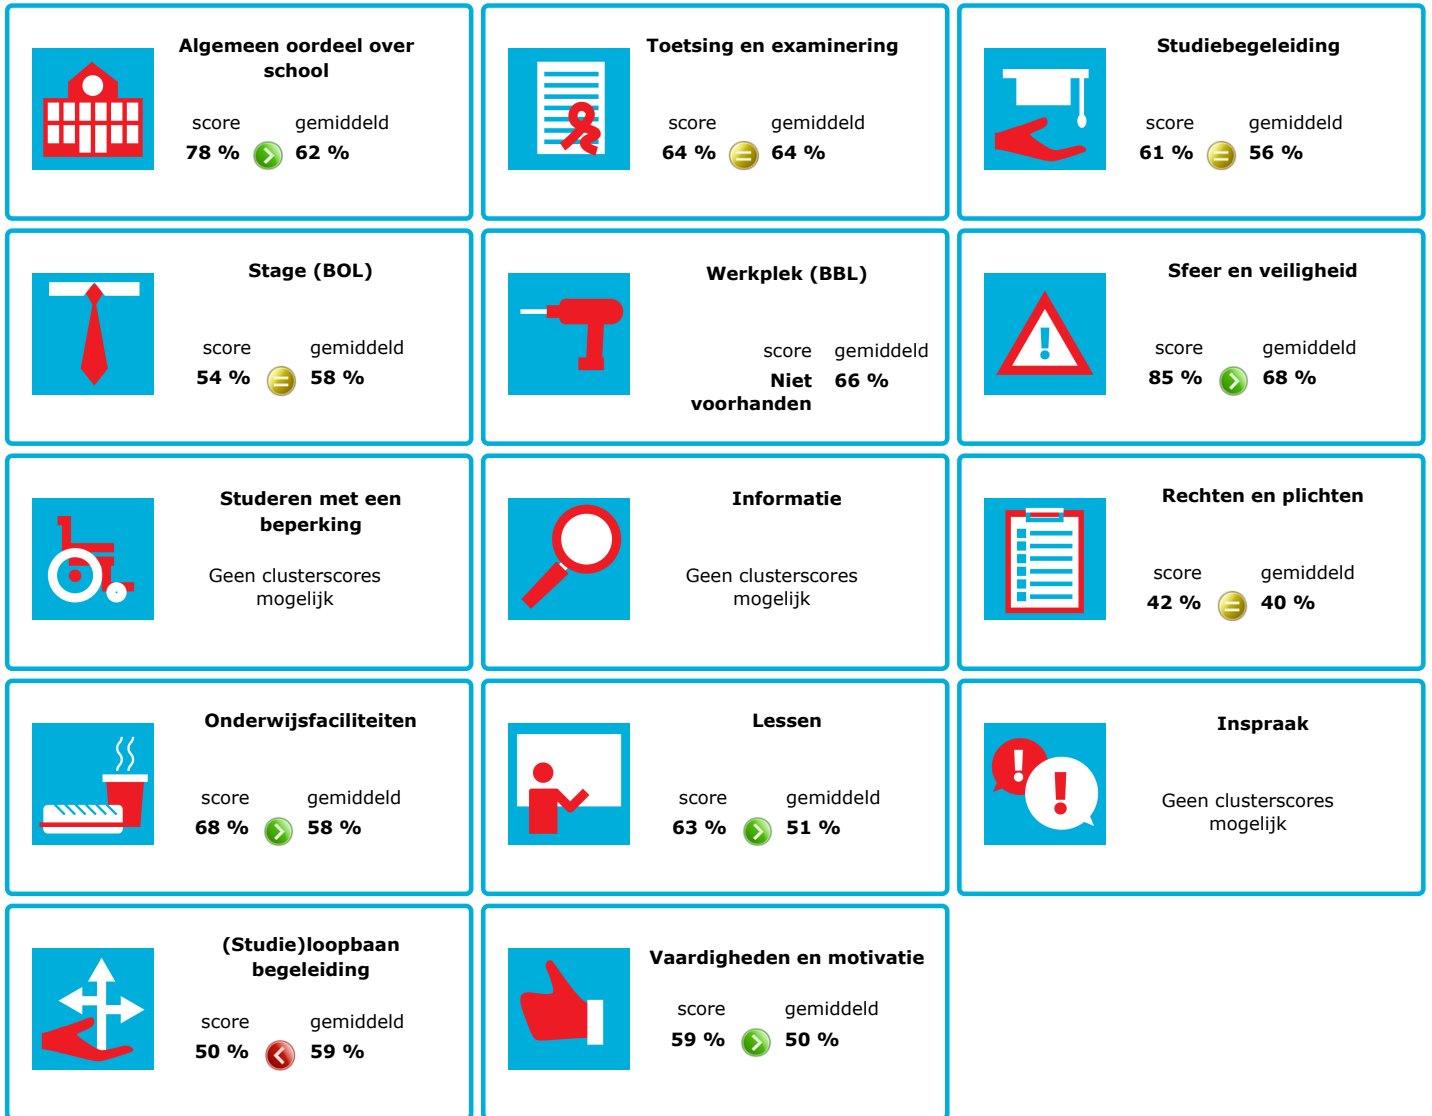 Algemeen oordeel over
school
score gemiddeld
78 % 62 %
Toetsing en examinering
score gemiddeld
64 % 64 %
Studiebegeleiding
score gemiddeld
61 % 56 %
Stage (BOL)
score gemiddeld
54 % 58 %
Werkplek (BBL)
score gemiddeld
Niet 66 %
voorhanden
Sfeer en veiligheid
score gemiddeld
85 % 68 %
Studeren met een
beperking
Geen clusterscores
mogelijk
Informatie
Geen clusterscores
mogelijk
Rechten en plichten
score gemiddeld
42 % 40 %
Onderwijsfaciliteiten
score gemiddeld
68 % 58 %
Lessen
score gemiddeld
63 % 51 %
Inspraak
Geen clusterscores
mogelijk
(Studie)loopbaan
begeleiding
score gemiddeld
50 % 59 %
Vaardigheden en motivatie
score gemiddeld
59 % 50 %